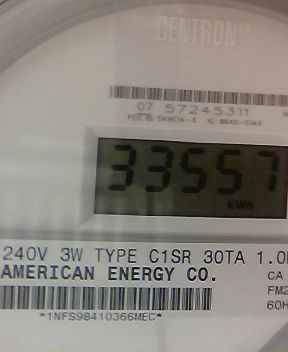 CENTRON®
07 57245311
33557
kWh
240V 3W TYPE C1SR 30TA 1.0
AMERICAN ENERGY CO.
CA
FM2
60H
*1NFS98410366MEC*